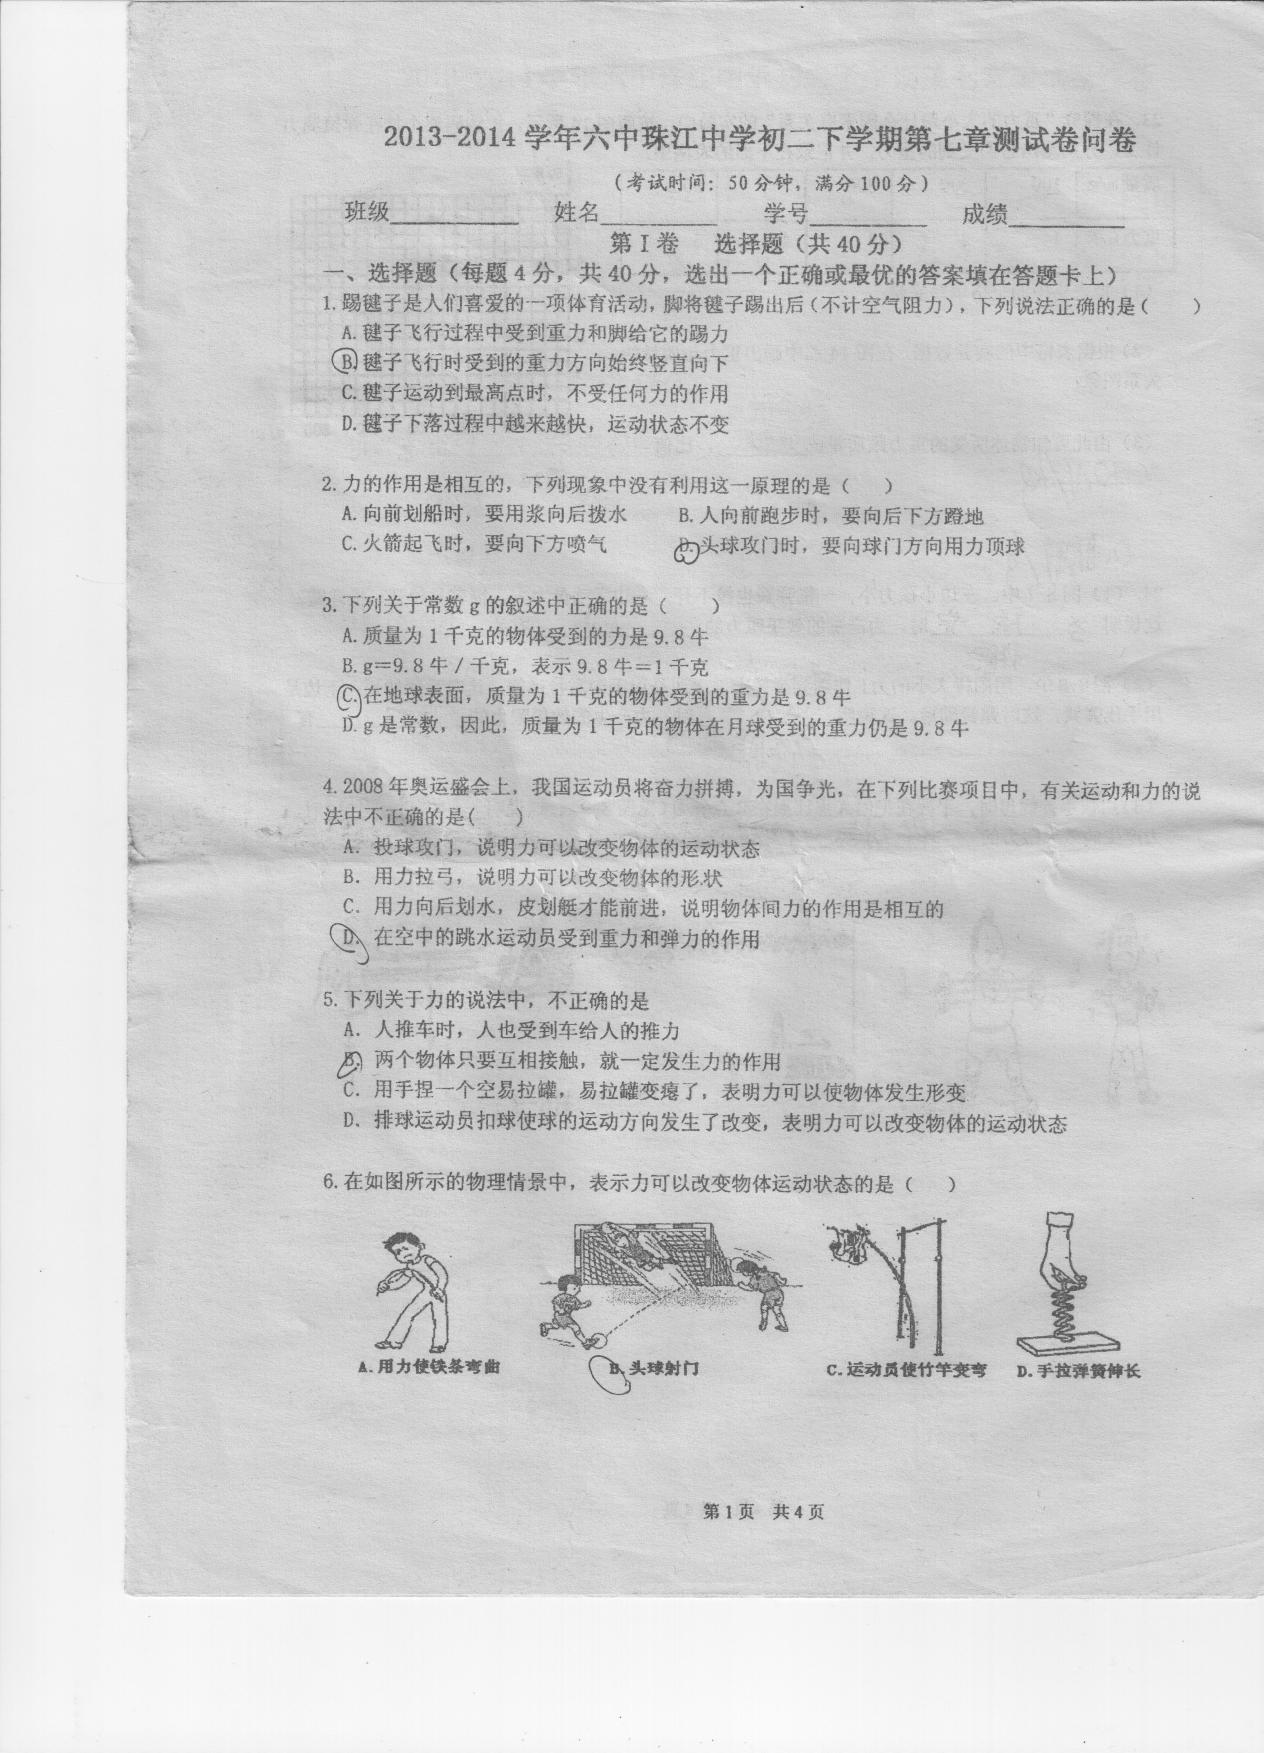 2013-2014 学年六中珠江中学初二下学期第七章测试卷问卷
（考试时间：50 分钟，满分 100 分）
班级__________ 姓名__________ 学号__________ 成绩__________
第 I 卷 选择题（共 40 分）
一、选择题（每题 4 分，共 40 分，选出一个正确或最优的答案填在答题卡上）
1.踢毽子是人们喜爱的一项体育活动，脚将毽子踢出后（不计空气阻力），下列说法正确的是（ ）
A.毽子飞行过程中受到重力和脚给它的踢力
B.毽子飞行时受到的重力方向始终竖直向下
C.毽子运动到最高点时，不受任何力的作用
D.毽子下落过程中越来越快，运动状态不变
2.力的作用是相互的，下列现象中没有利用这一原理的是（ ）
A.向前划船时，要用浆向后拨水 B.人向前跑步时，要向后下方蹬地
C.火箭起飞时，要向下方喷气 D.头球攻门时，要向球门方向用力顶球
3.下列关于常数 g 的叙述中正确的是（ ）
A.质量为 1 千克的物体受到的力是 9.8 牛
B.g＝9.8 牛／千克，表示 9.8 牛＝1 千克
C.在地球表面，质量为 1 千克的物体受到的重力是 9.8 牛
D.g 是常数，因此，质量为 1 千克的物体在月球受到的重力仍是 9.8 牛
4.2008 年奥运盛会上，我国运动员将奋力拼搏，为国争光，在下列比赛项目中，有关运动和力的说
法中不正确的是( )
A．投球攻门，说明力可以改变物体的运动状态
B．用力拉弓，说明力可以改变物体的形状
C．用力向后划水，皮划艇才能前进，说明物体间力的作用是相互的
D．在空中的跳水运动员受到重力和弹力的作用
5.下列关于力的说法中，不正确的是
A．人推车时，人也受到车给人的推力
B．两个物体只要互相接触，就一定发生力的作用
C．用手捏一个空易拉罐，易拉罐变瘪了，表明力可以使物体发生形变
D．排球运动员扣球使球的运动方向发生了改变，表明力可以改变物体的运动状态
6.在如图所示的物理情景中，表示力可以改变物体运动状态的是（ ）
A.用力使铁条弯曲 B.头球射门 C.运动员使竹竿变弯 D.手拉弹簧伸长
第 1 页 共 4 页